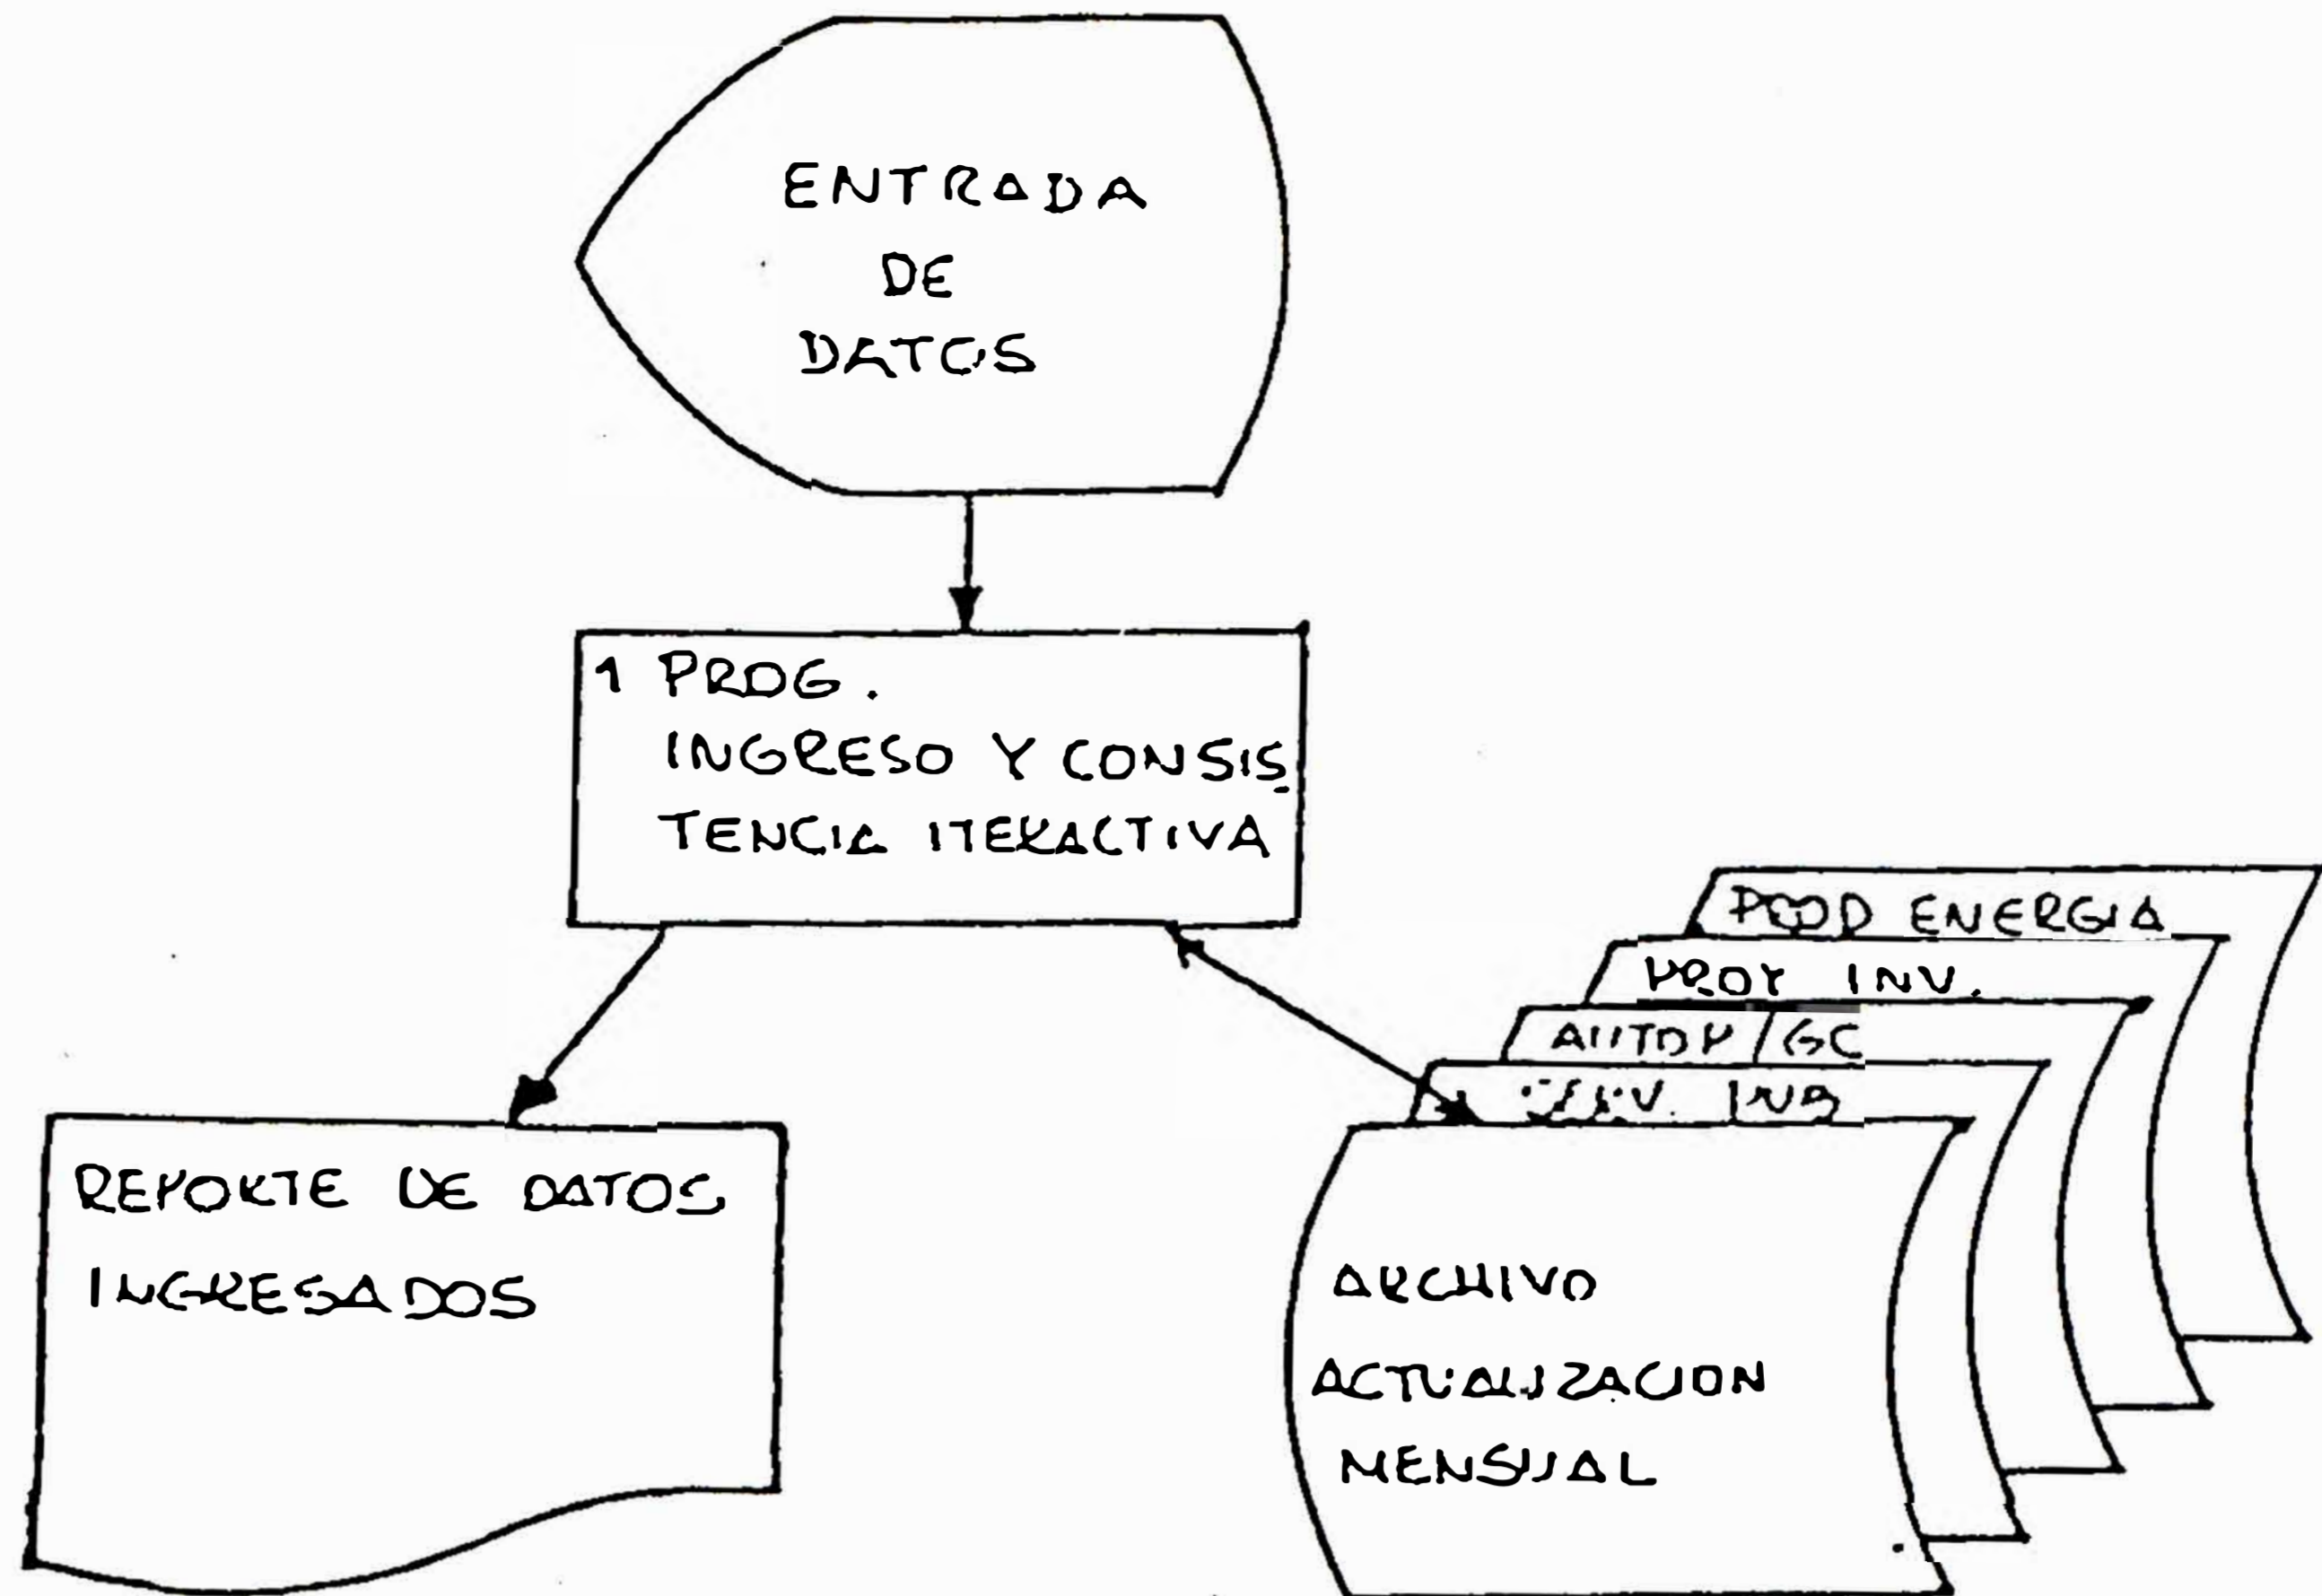 ENTRADA
DE
DATOS
1 PROG.
INGRESO Y CONSIS
TENCIA ITERACTIVA
PROD ENERGIA
PROY INV.
AUTOP/GC
REPORTE DE DATOS
INGRESADOS
ARCHIVO
ACTUALIZACION
MENSUAL